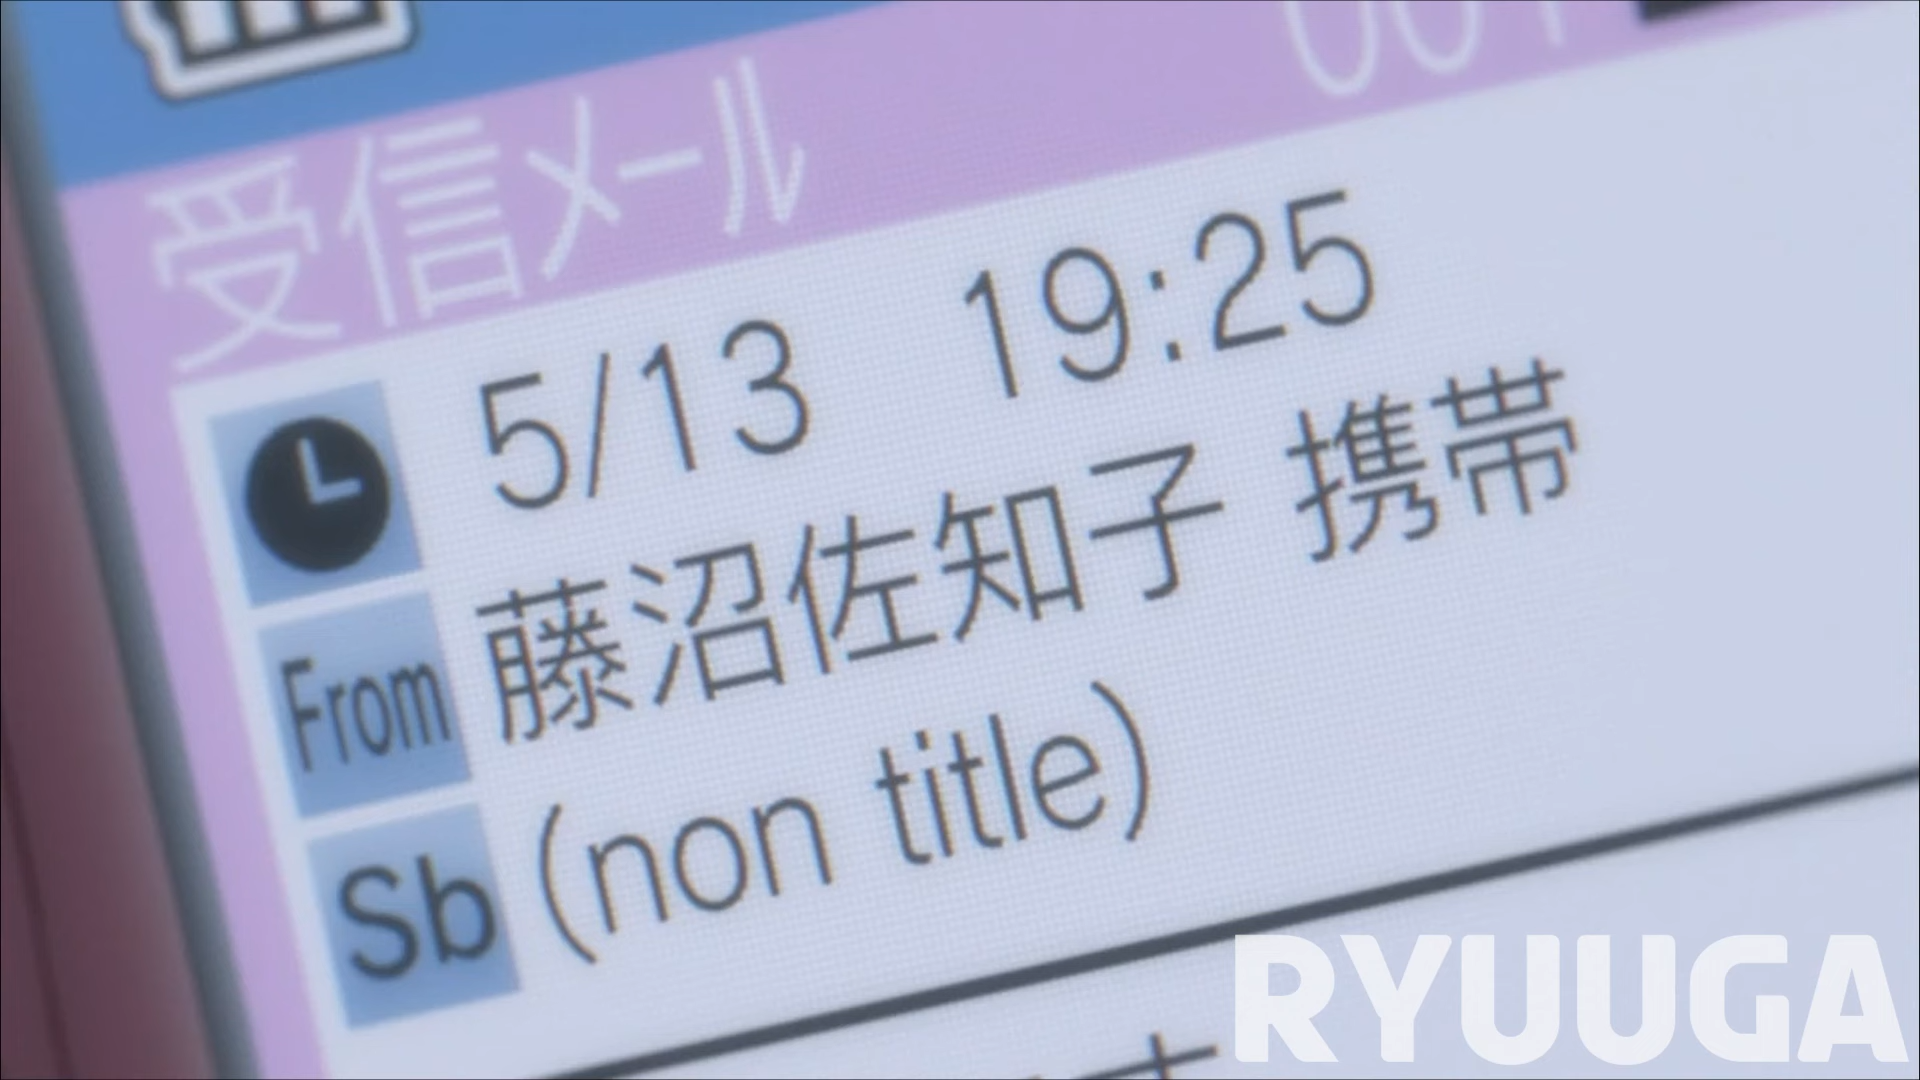 受信ﾒｰﾙ 001
5/13 19:25
From 藤沼佐知子 携帯
Sb (non title)
RYUUGA